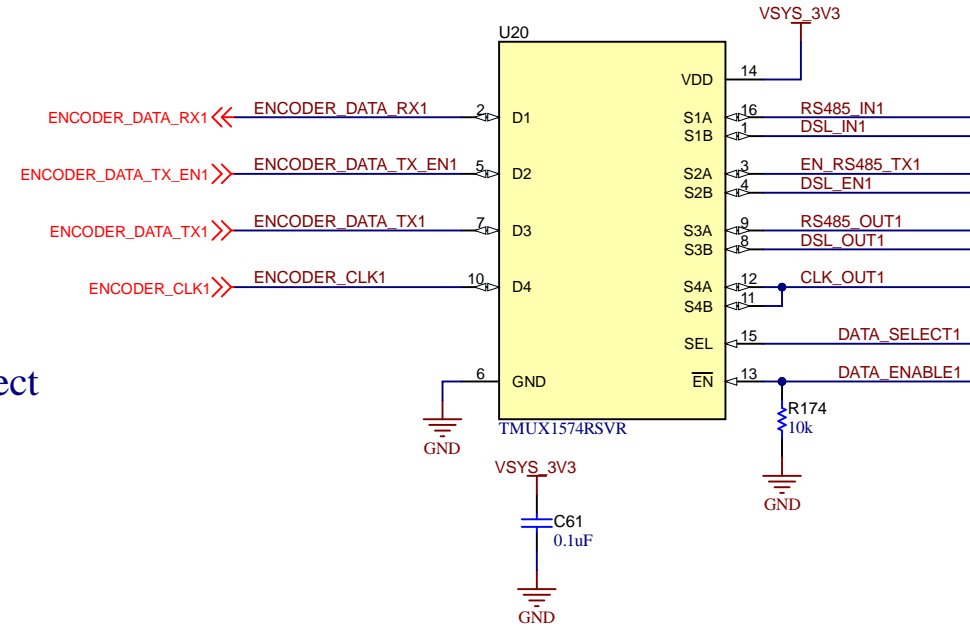 VSYS_3V3
U20
VDD 14
ENCODER_DATA_RX1 ENCODER_DATA_RX1 2 D1 S1A 16 RS485_IN1
S1B 1 DSL_IN1
ENCODER_DATA_TX_EN1 ENCODER_DATA_TX_EN1 5 D2 S2A 3 EN_RS485_TX1
S2B 4 DSL_EN1
ENCODER_DATA_TX1 ENCODER_DATA_TX1 7 D3 S3A 9 RS485_OUT1
S3B 8 DSL_OUT1
ENCODER_CLK1 ENCODER_CLK1 10 D4 S4A 12 CLK_OUT1
S4B 11
SEL 15 DATA_SELECT1
ect
6 GND EN 13 DATA_ENABLE1
R174
10k
TMUX1574RSVR
GND
VSYS_3V3
GND
C61
0.1uF
GND